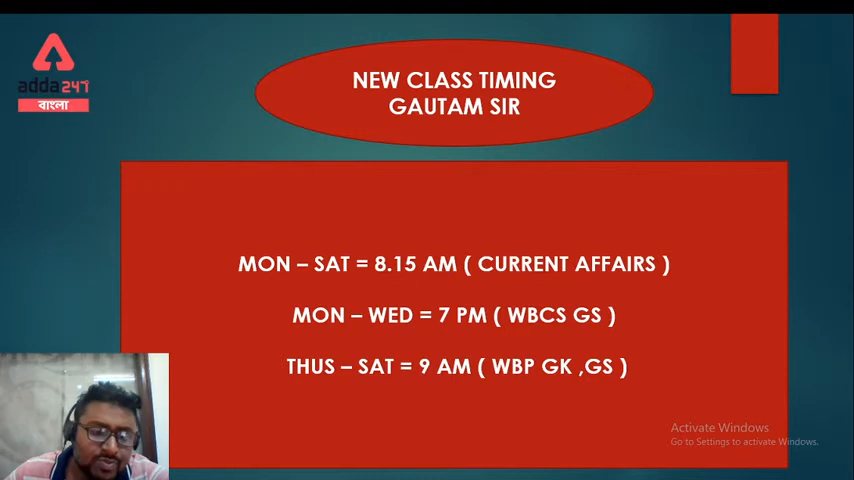 adda247
বাংলা
NEW CLASS TIMING
GAUTAM SIR
MON – SAT = 8.15 AM ( CURRENT AFFAIRS )
MON – WED = 7 PM ( WBCS GS )
THUS – SAT = 9 AM ( WBP GK ,GS )
Activate Windows
Go to Settings to activate Windows.